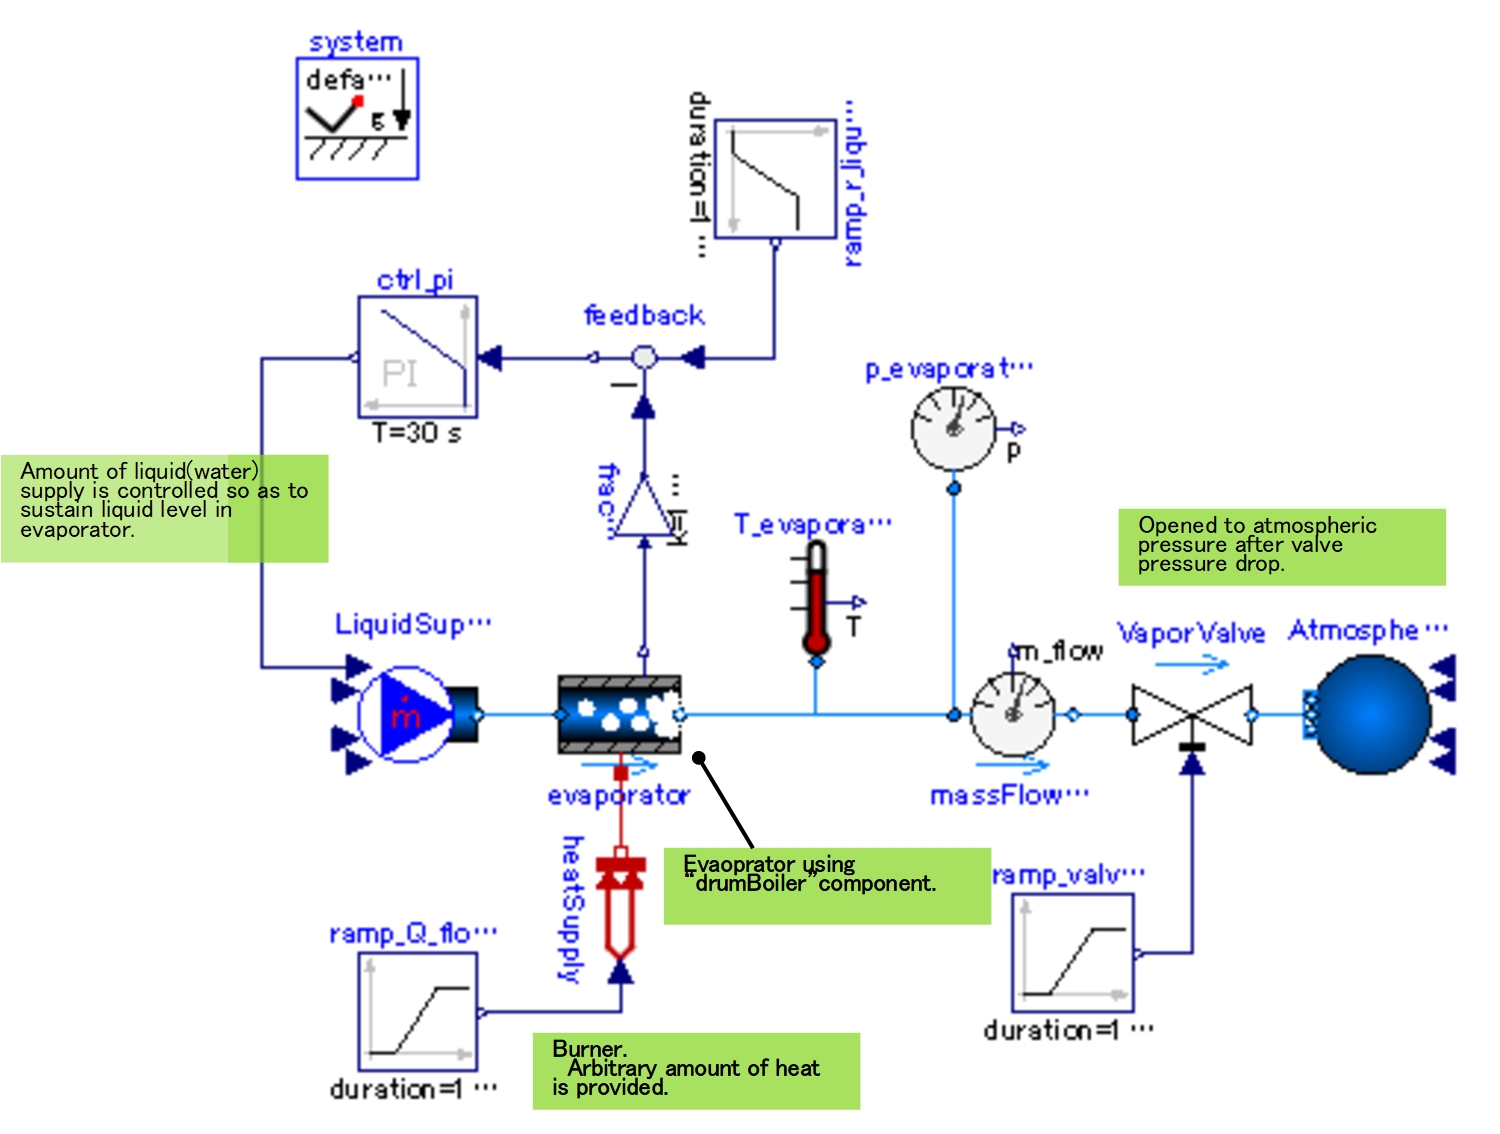 system
defa...
g
duration=1 ...
ramp_r_liqu...
ctrl_pi
PI
T=30 s
feedback
p_evaporat...
p
Amount of liquid(water)
supply is controlled so as to
sustain liquid level in
evaporator.
frac...
k=1...
T_evapora...
T
Opened to atmospheric
pressure after valve
pressure drop.
LiquidSup...
m
evaporator
m_flow
massFlow...
VaporValve
Atmosphe...
heatSupply
Evaoprator using
“drumBoiler” component.
ramp_valv...
duration=1 ...
ramp_Q_flo...
duration=1 ...
Burner.
Arbitrary amount of heat
is provided.